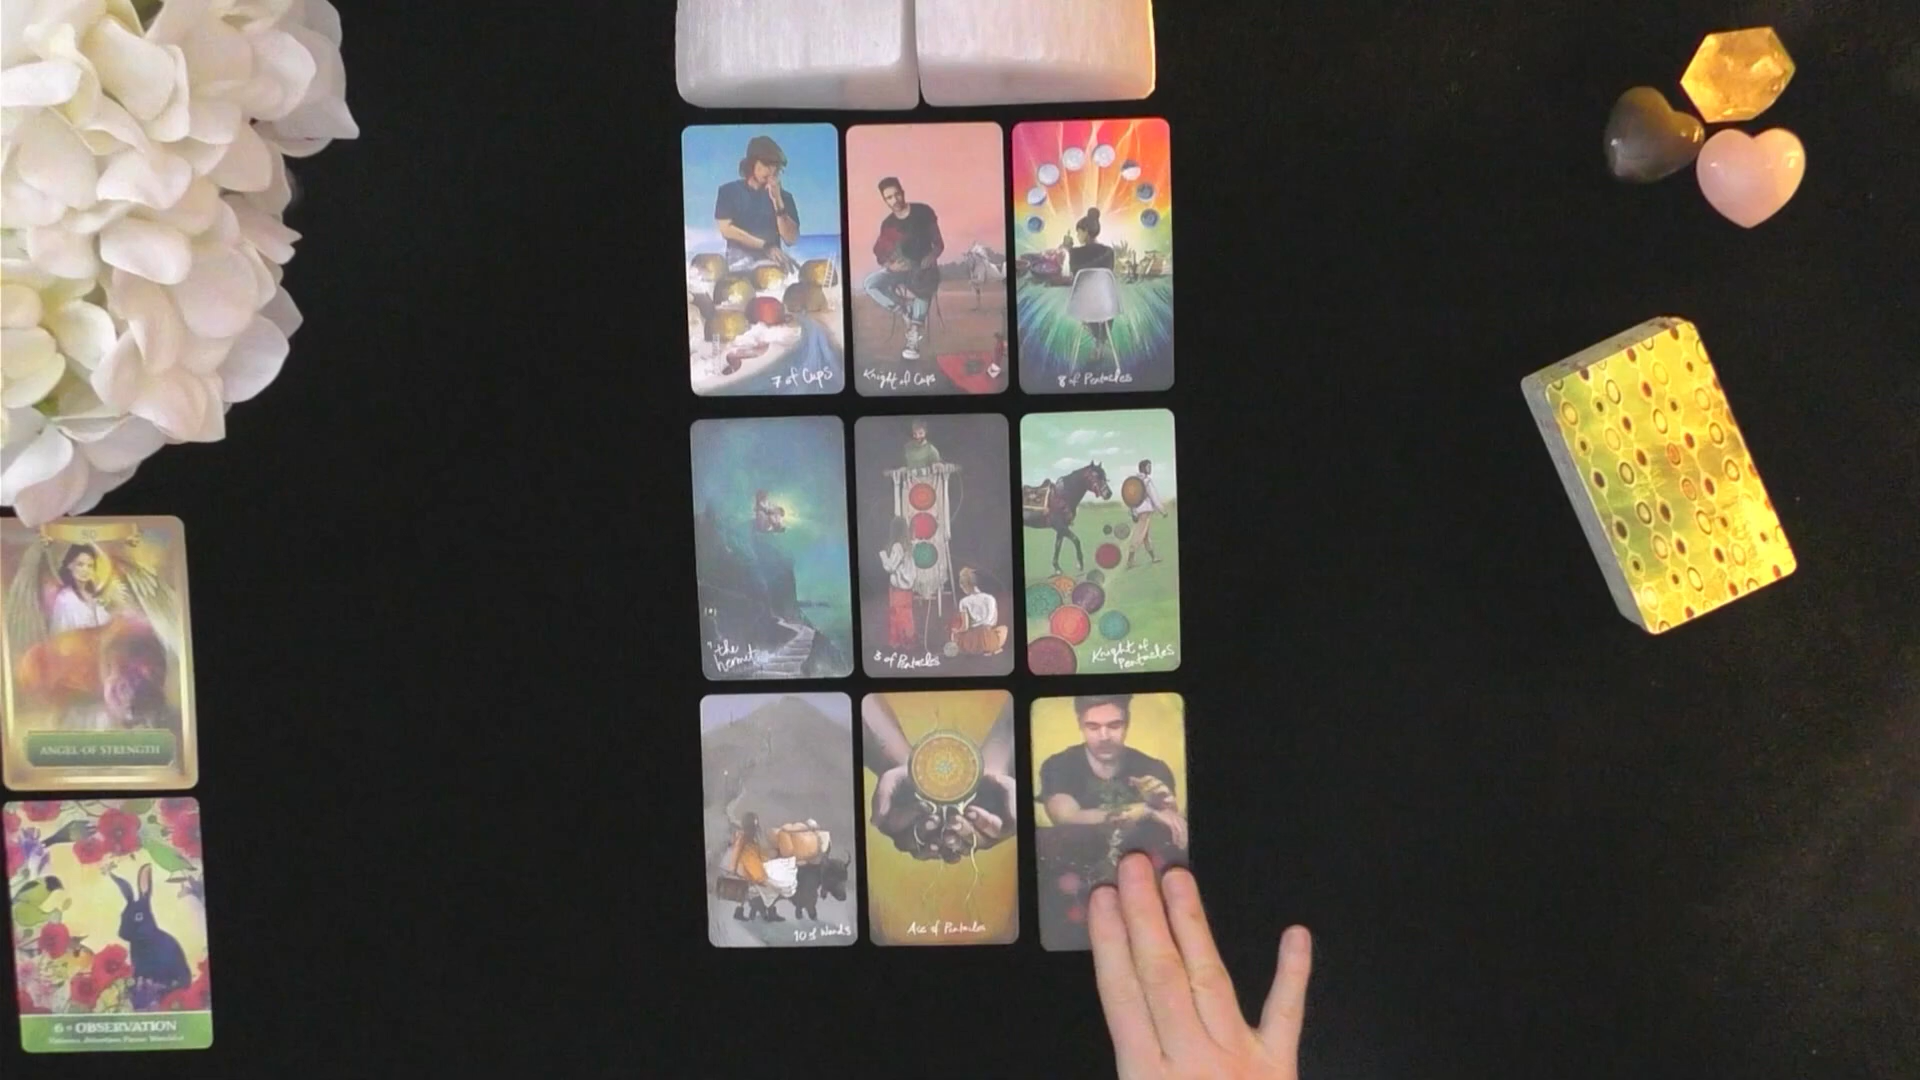 7 of Cups
Knight of Cups
8 of Pentacles
the
hermit
3 of Pentacles
Knight of
Pentacles
10 of Wands
Ace of Pentacles
ANGEL OF STRENGTH
6 • OBSERVATION